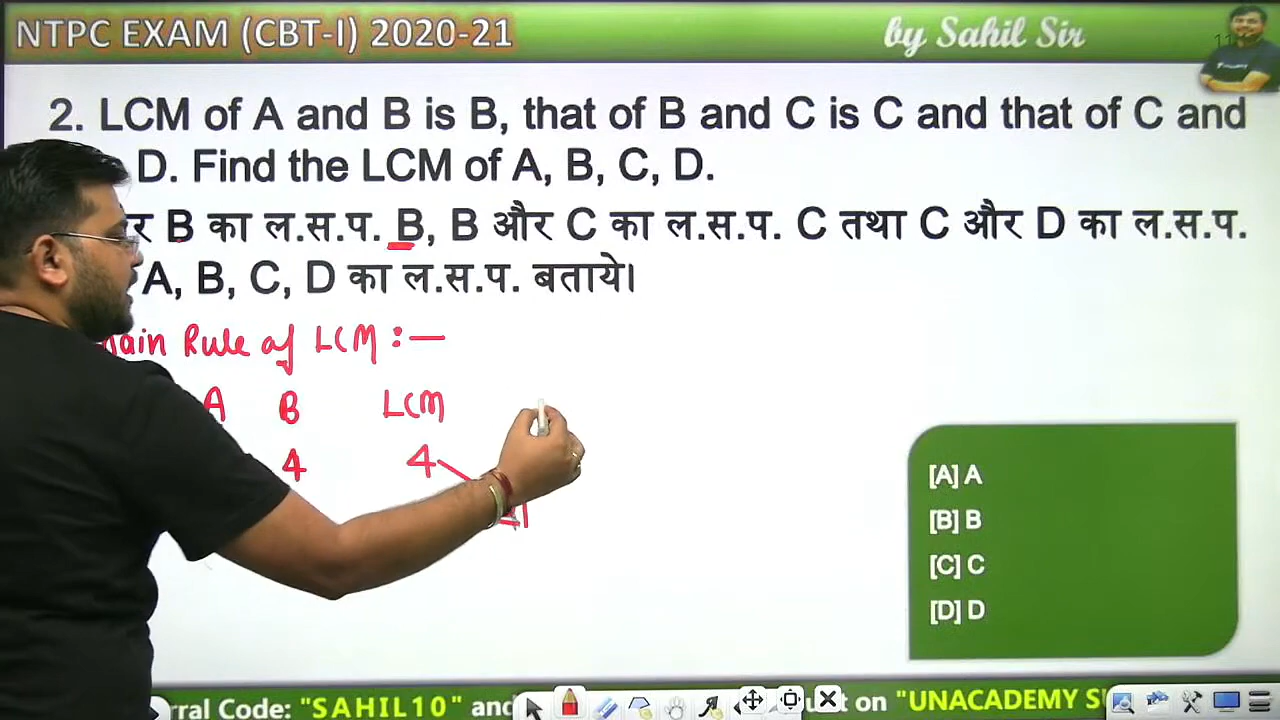 NTPC EXAM (CBT-I) 2020-21
by Sahil Sir
2. LCM of A and B is B, that of B and C is C and that of C and
D. Find the LCM of A, B, C, D.
B का ल.स.प. B, B और C का ल.स.प. C तथा C और D का ल.स.प.
A, B, C, D का ल.स.प. बताये।
Rule of LCM :—
A B LCM
4 4
[A] A
[B] B
[C] C
[D] D
Code: "SAHIL10" and
on "UNACADEMY